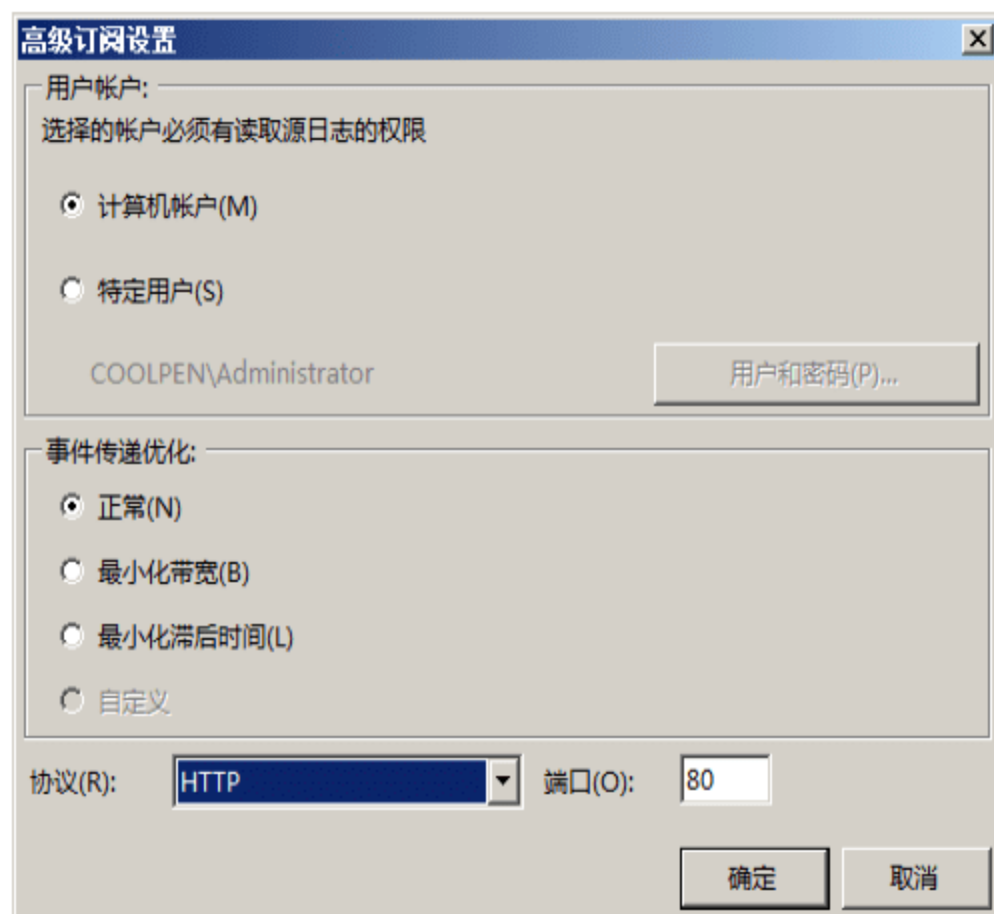 高级订阅设置
用户帐户:
选择的帐户必须有读取源日志的权限
计算机帐户(M)
特定用户(S)
COOLPEN\Administrator 用户和密码(P)...
事件传递优化:
正常(N)
最小化带宽(B)
最小化滞后时间(L)
自定义
协议(R): HTTP 端口(O): 80
确定 取消